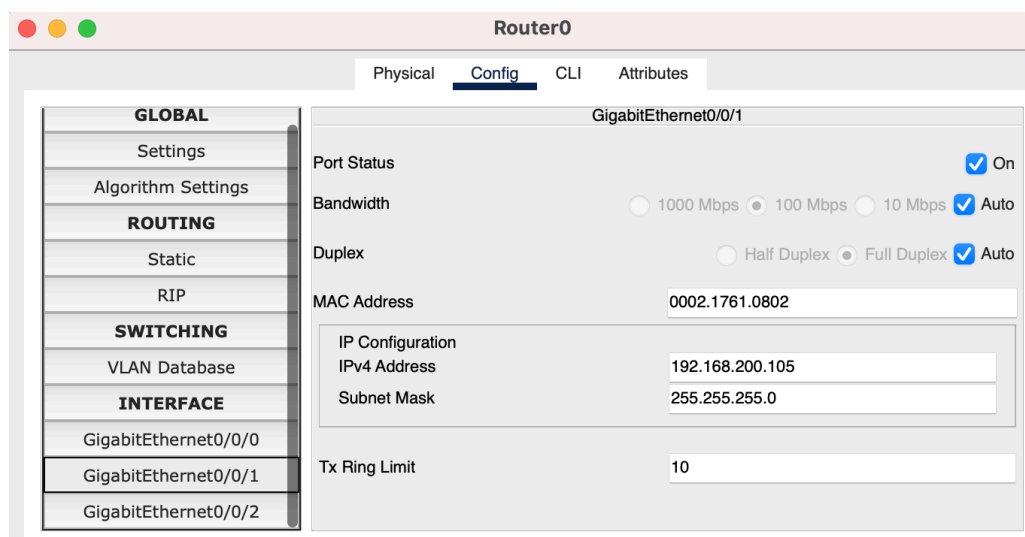 Router0
Physical Config CLI Attributes
GLOBAL
Settings
Algorithm Settings
ROUTING
Static
RIP
SWITCHING
VLAN Database
INTERFACE
GigabitEthernet0/0/0
GigabitEthernet0/0/1
GigabitEthernet0/0/2
GigabitEthernet0/0/1
Port Status On
Bandwidth 1000 Mbps 100 Mbps 10 Mbps Auto
Duplex Half Duplex Full Duplex Auto
MAC Address 0002.1761.0802
IP Configuration
IPv4 Address 192.168.200.105
Subnet Mask 255.255.255.0
Tx Ring Limit 10